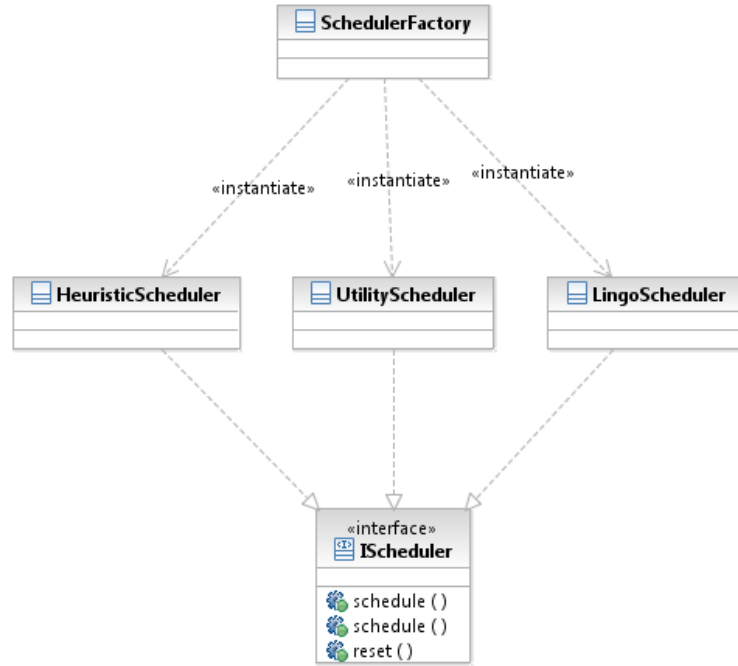 SchedulerFactory
«instantiate»
«instantiate»
«instantiate»
HeuristicScheduler
UtilityScheduler
LingoScheduler
«interface»
<I>
IScheduler
schedule ( )
schedule ( )
reset ( )